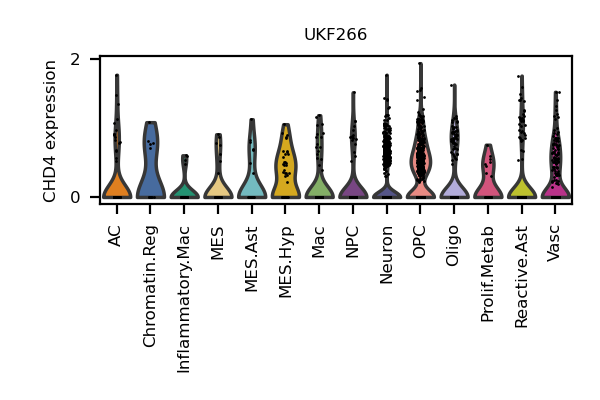 UKF266
CHD4 expression
2
0
AC
Chromatin.Reg
Inflammatory.Mac
MES
MES.Ast
MES.Hyp
Mac
NPC
Neuron
OPC
Oligo
Prolif.Metab
Reactive.Ast
Vasc